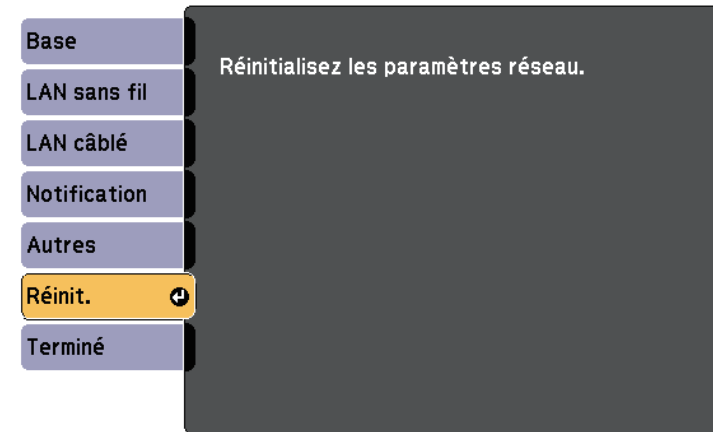 Base
LAN sans fil
LAN câblé
Notification
Autres
Réinit.
Terminé
Réinitialisez les paramètres réseau.